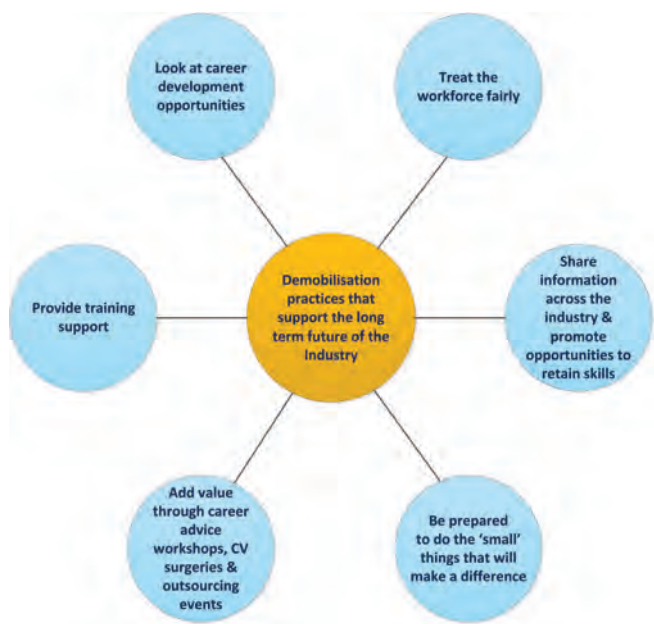 Look at career
development
opportunities
Treat the
workforce fairly
Provide training
support
Demobilisation
practices that
support the long
term future of the
Industry
Share
information
across the
industry &
promote
opportunities to
retain skills
Add value
through career
advice
workshops, CV
surgeries &
outsourcing
events
Be prepared
to do the ‘small’
things that will
make a difference